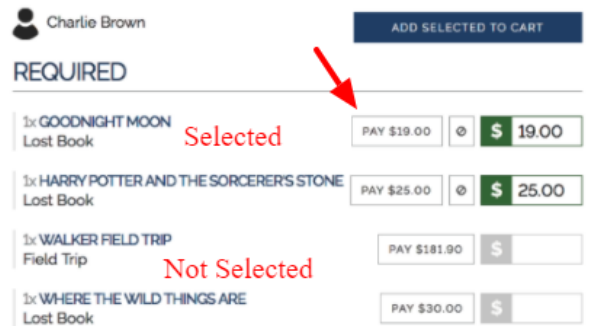 Charlie Brown
ADD SELECTED TO CART
REQUIRED
1x GOODNIGHT MOON
Lost Book
Selected
PAY $19.00 ⊘ $ 19.00
1x HARRY POTTER AND THE SORCERER'S STONE
Lost Book
PAY $25.00 ⊘ $ 25.00
1x WALKER FIELD TRIP
Field Trip
PAY $181.90 $
Not Selected
1x WHERE THE WILD THINGS ARE
Lost Book
PAY $30.00 $